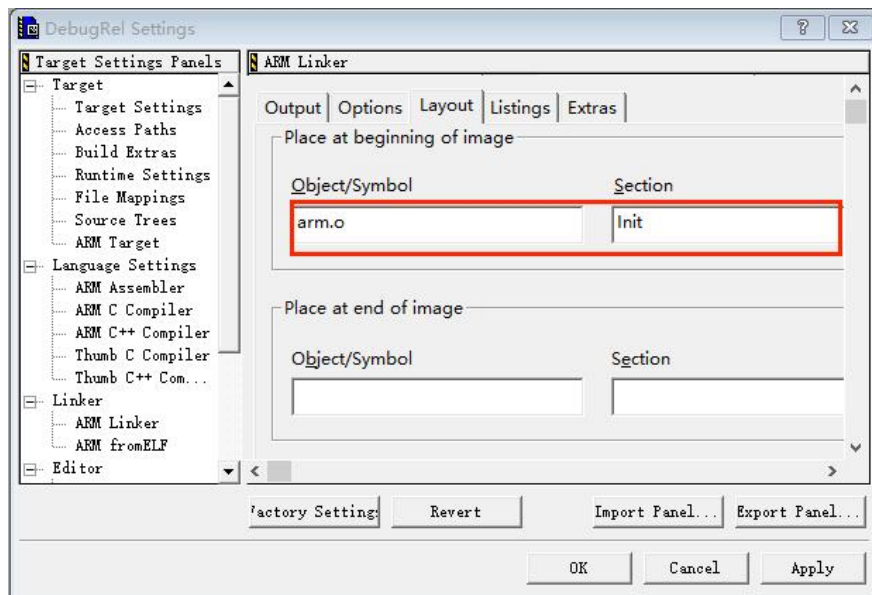 DebugRel Settings
Target Settings Panels
Target
Target Settings
Access Paths
Build Extras
Runtime Settings
File Mappings
Source Trees
ARM Target
Language Settings
ARM Assembler
ARM C Compiler
ARM C++ Compiler
Thumb C Compiler
Thumb C++ Com...
Linker
ARM Linker
ARM fromELF
Editor
ARM Linker
Output Options Layout Listings Extras
Place at beginning of image
Object/Symbol Section
arm.o Init
Place at end of image
Object/Symbol Section
actory Setting Revert Import Panel... Export Panel...
OK Cancel Apply